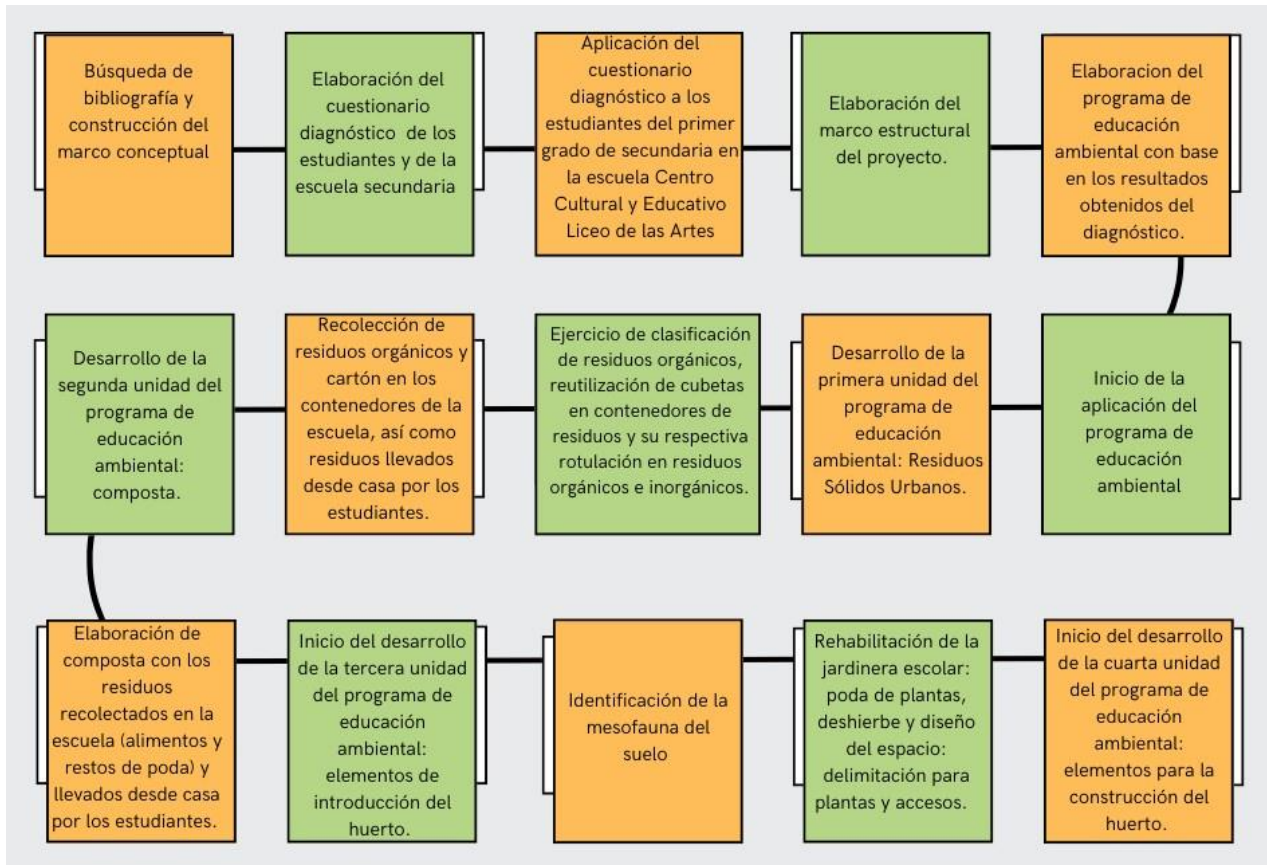 Búsqueda de
bibliografía y
construcción del
marco conceptual
Elaboración del
cuestionario
diagnóstico de los
estudiantes y de la
escuela secundaria
Aplicación del
cuestionario
diagnóstico a los
estudiantes del primer
grado de secundaria en
la escuela Centro
Cultural y Educativo
Liceo de las Artes
Elaboración del
marco estructural
del proyecto.
Elaboracion del
programa de
educación
ambiental con base
en los resultados
obtenidos del
diagnóstico.
Inicio de la
aplicación del
programa de
educación
ambiental
Desarrollo de la
primera unidad del
programa de
educación
ambiental: Residuos
Sólidos Urbanos.
Ejercicio de clasificación
de residuos orgánicos,
reutilización de cubetas
en contenedores de
residuos y su respectiva
rotulación en residuos
orgánicos e inorgánicos.
Recolección de
residuos orgánicos y
cartón en los
contenedores de la
escuela, así como
residuos llevados
desde casa por los
estudiantes.
Desarrollo de la
segunda unidad del
programa de
educación
ambiental:
composta.
Elaboración de
composta con los
residuos
recolectados en la
escuela (alimentos y
restos de poda) y
llevados desde casa
por los estudiantes.
Inicio del desarrollo
de la tercera unidad
del programa de
educación
ambiental:
elementos de
introducción del
huerto.
Identificación de la
mesofauna del
suelo
Rehabilitación de la
jardinera escolar:
poda de plantas,
deshierbe y diseño
del espacio:
delimitación para
plantas y accesos.
Inicio del desarrollo
de la cuarta unidad
del programa de
educación
ambiental:
elementos para la
construcción del
huerto.